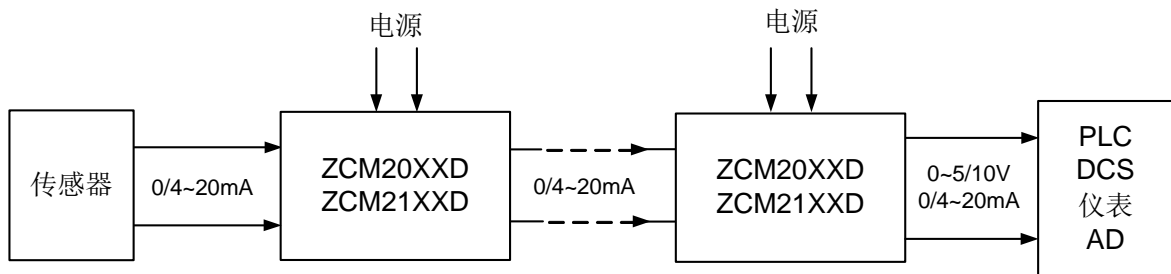 电源
电源
传感器
0/4~20mA
ZCM20XXD
ZCM21XXD
0/4~20mA
ZCM20XXD
ZCM21XXD
0~5/10V
0/4~20mA
PLC
DCS
仪表
AD